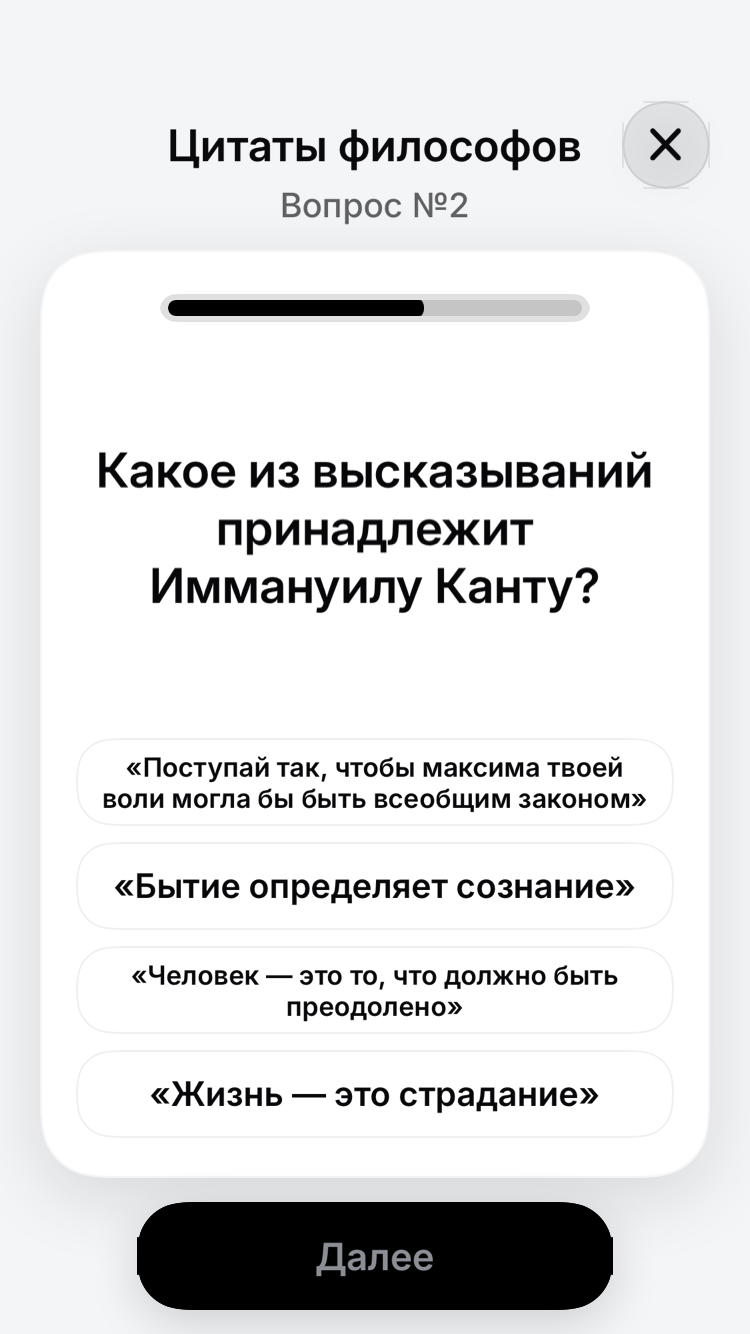 Цитаты философов
Вопрос №2
Какое из высказываний
принадлежит
Иммануилу Канту?
«Поступай так, чтобы максима твоей
воли могла бы быть всеобщим законом»
«Бытие определяет сознание»
«Человек — это то, что должно быть
преодолено»
«Жизнь — это страдание»
Далее